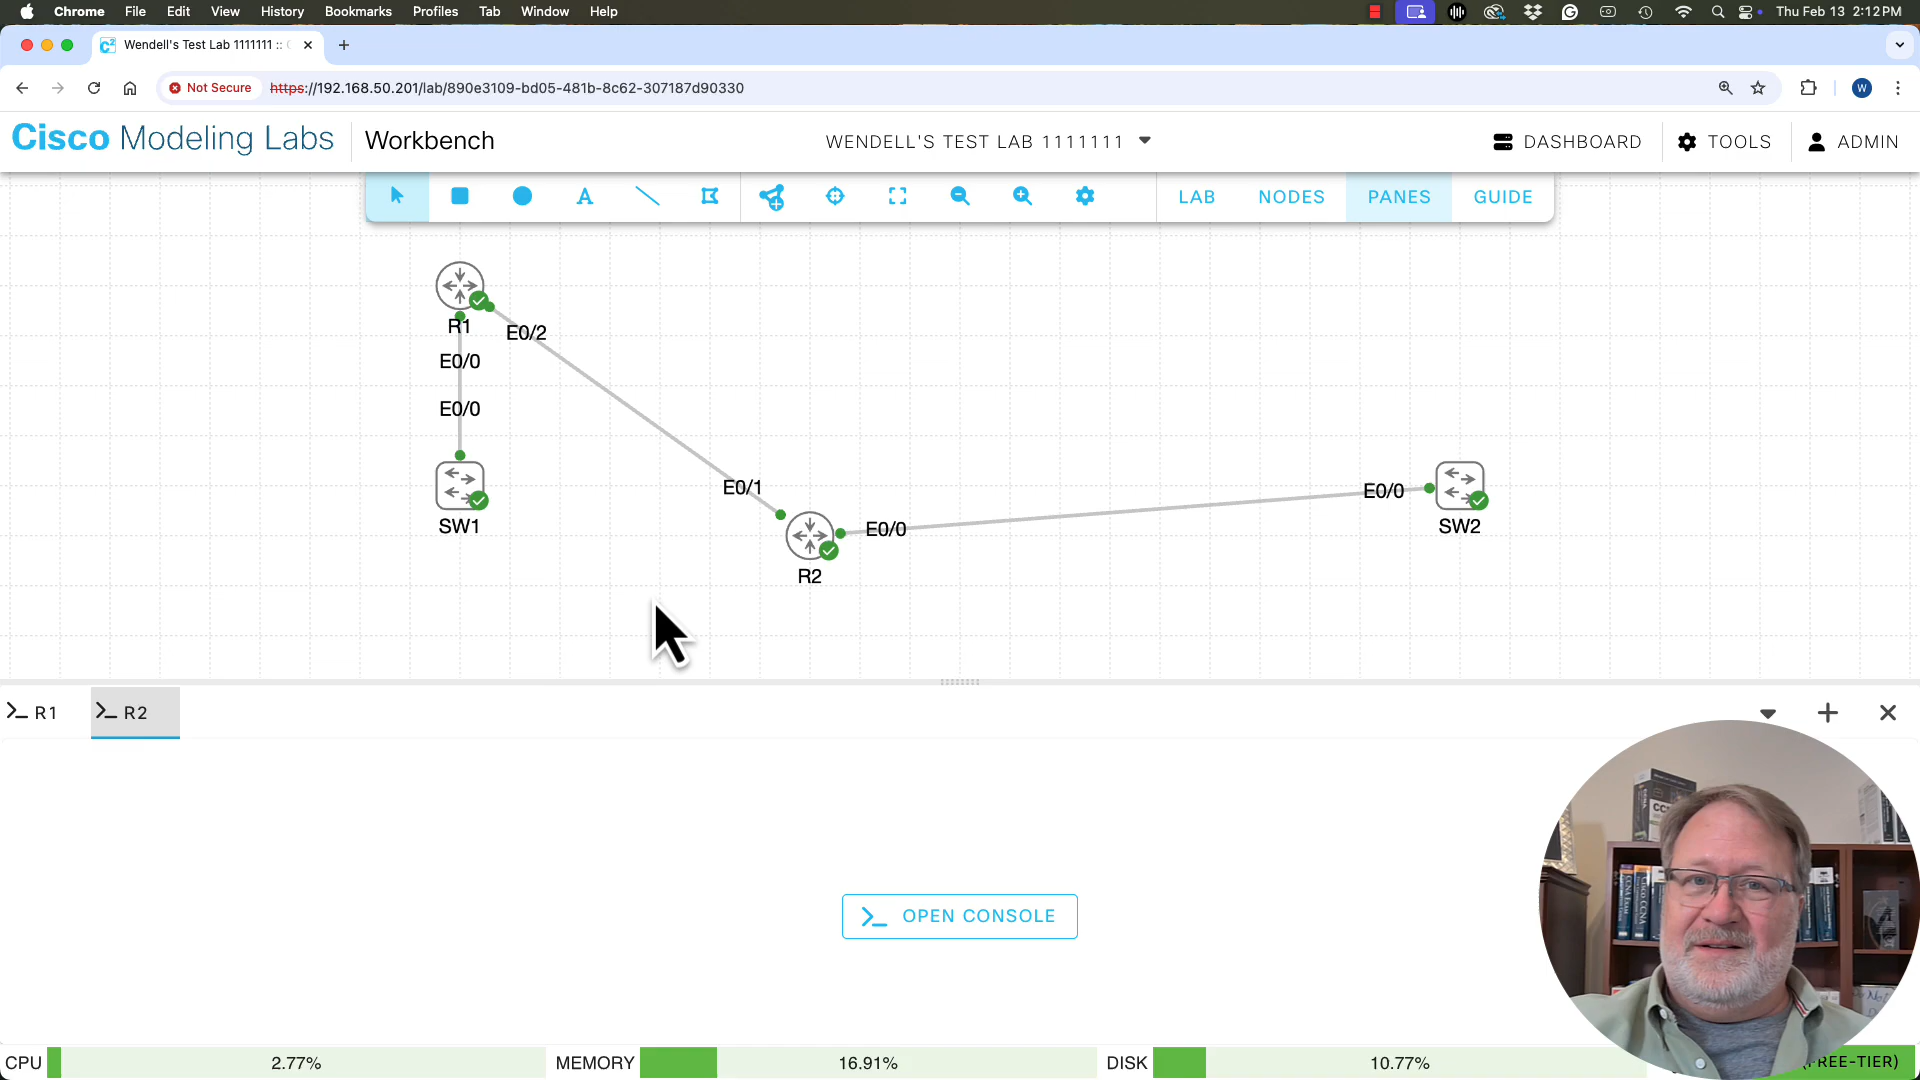 Chrome File Edit View History Bookmarks Profiles Tab Window Help
Thu Feb 13 2:12 PM
Wendell's Test Lab 1111111 ::
Not Secure https://192.168.50.201/lab/890e3109-bd05-481b-8c62-307187d90330
W
Cisco Modeling Labs Workbench
WENDELL'S TEST LAB 1111111
DASHBOARD TOOLS ADMIN
A
LAB NODES PANES GUIDE
R1
E0/2
E0/0
E0/0
SW1
E0/1
R2
E0/0
E0/0
SW2
R1 R2
OPEN CONSOLE
CPU 2.77% MEMORY 16.91% DISK 10.77% FREE-TIER)